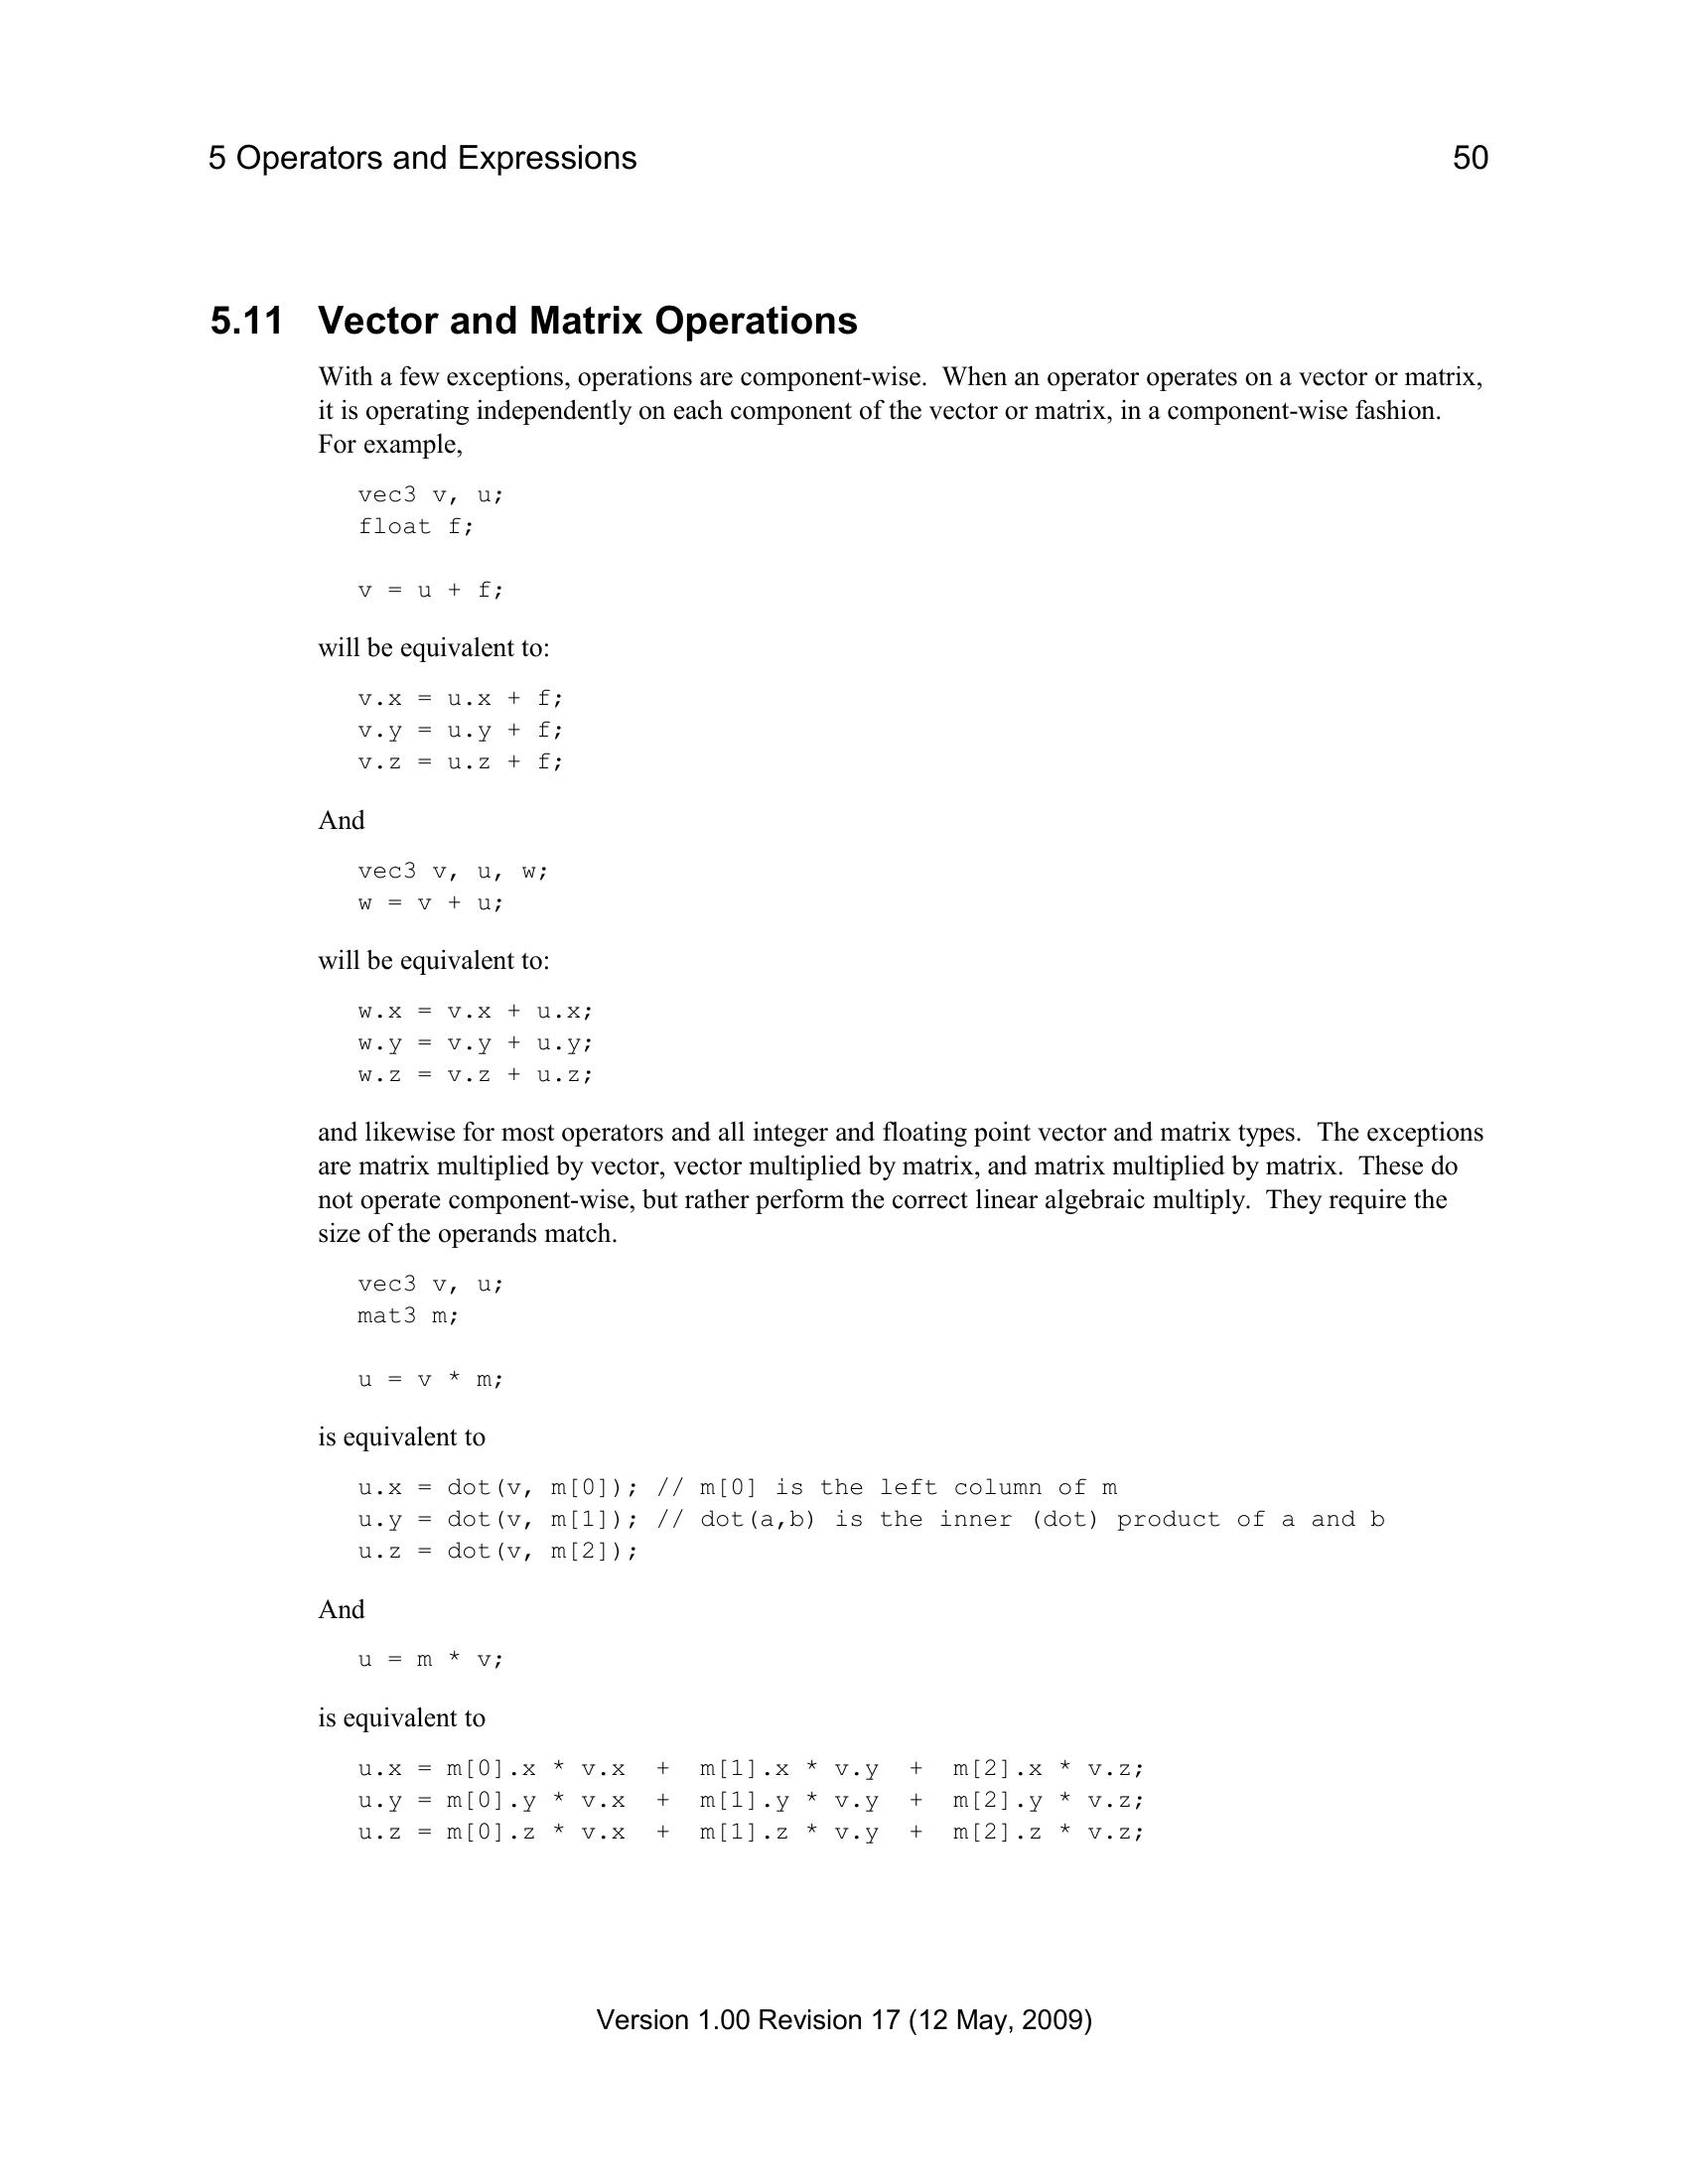 5 Operators and Expressions 50
5.11 Vector and Matrix Operations
With a few exceptions, operations are component-wise. When an operator operates on a vector or matrix,
it is operating independently on each component of the vector or matrix, in a component-wise fashion.
For example,
vec3 v, u;
float f;
v = u + f;
will be equivalent to:
v.x = u.x + f;
v.y = u.y + f;
v.z = u.z + f;
And
vec3 v, u, w;
w = v + u;
will be equivalent to:
w.x = v.x + u.x;
w.y = v.y + u.y;
w.z = v.z + u.z;
and likewise for most operators and all integer and floating point vector and matrix types. The exceptions
are matrix multiplied by vector, vector multiplied by matrix, and matrix multiplied by matrix. These do
not operate component-wise, but rather perform the correct linear algebraic multiply. They require the
size of the operands match.
vec3 v, u;
mat3 m;
u = v * m;
is equivalent to
u.x = dot(v, m[0]); // m[0] is the left column of m
u.y = dot(v, m[1]); // dot(a,b) is the inner (dot) product of a and b
u.z = dot(v, m[2]);
And
u = m * v;
is equivalent to
u.x = m[0].x * v.x + m[1].x * v.y + m[2].x * v.z;
u.y = m[0].y * v.x + m[1].y * v.y + m[2].y * v.z;
u.z = m[0].z * v.x + m[1].z * v.y + m[2].z * v.z;
Version 1.00 Revision 17 (12 May, 2009)